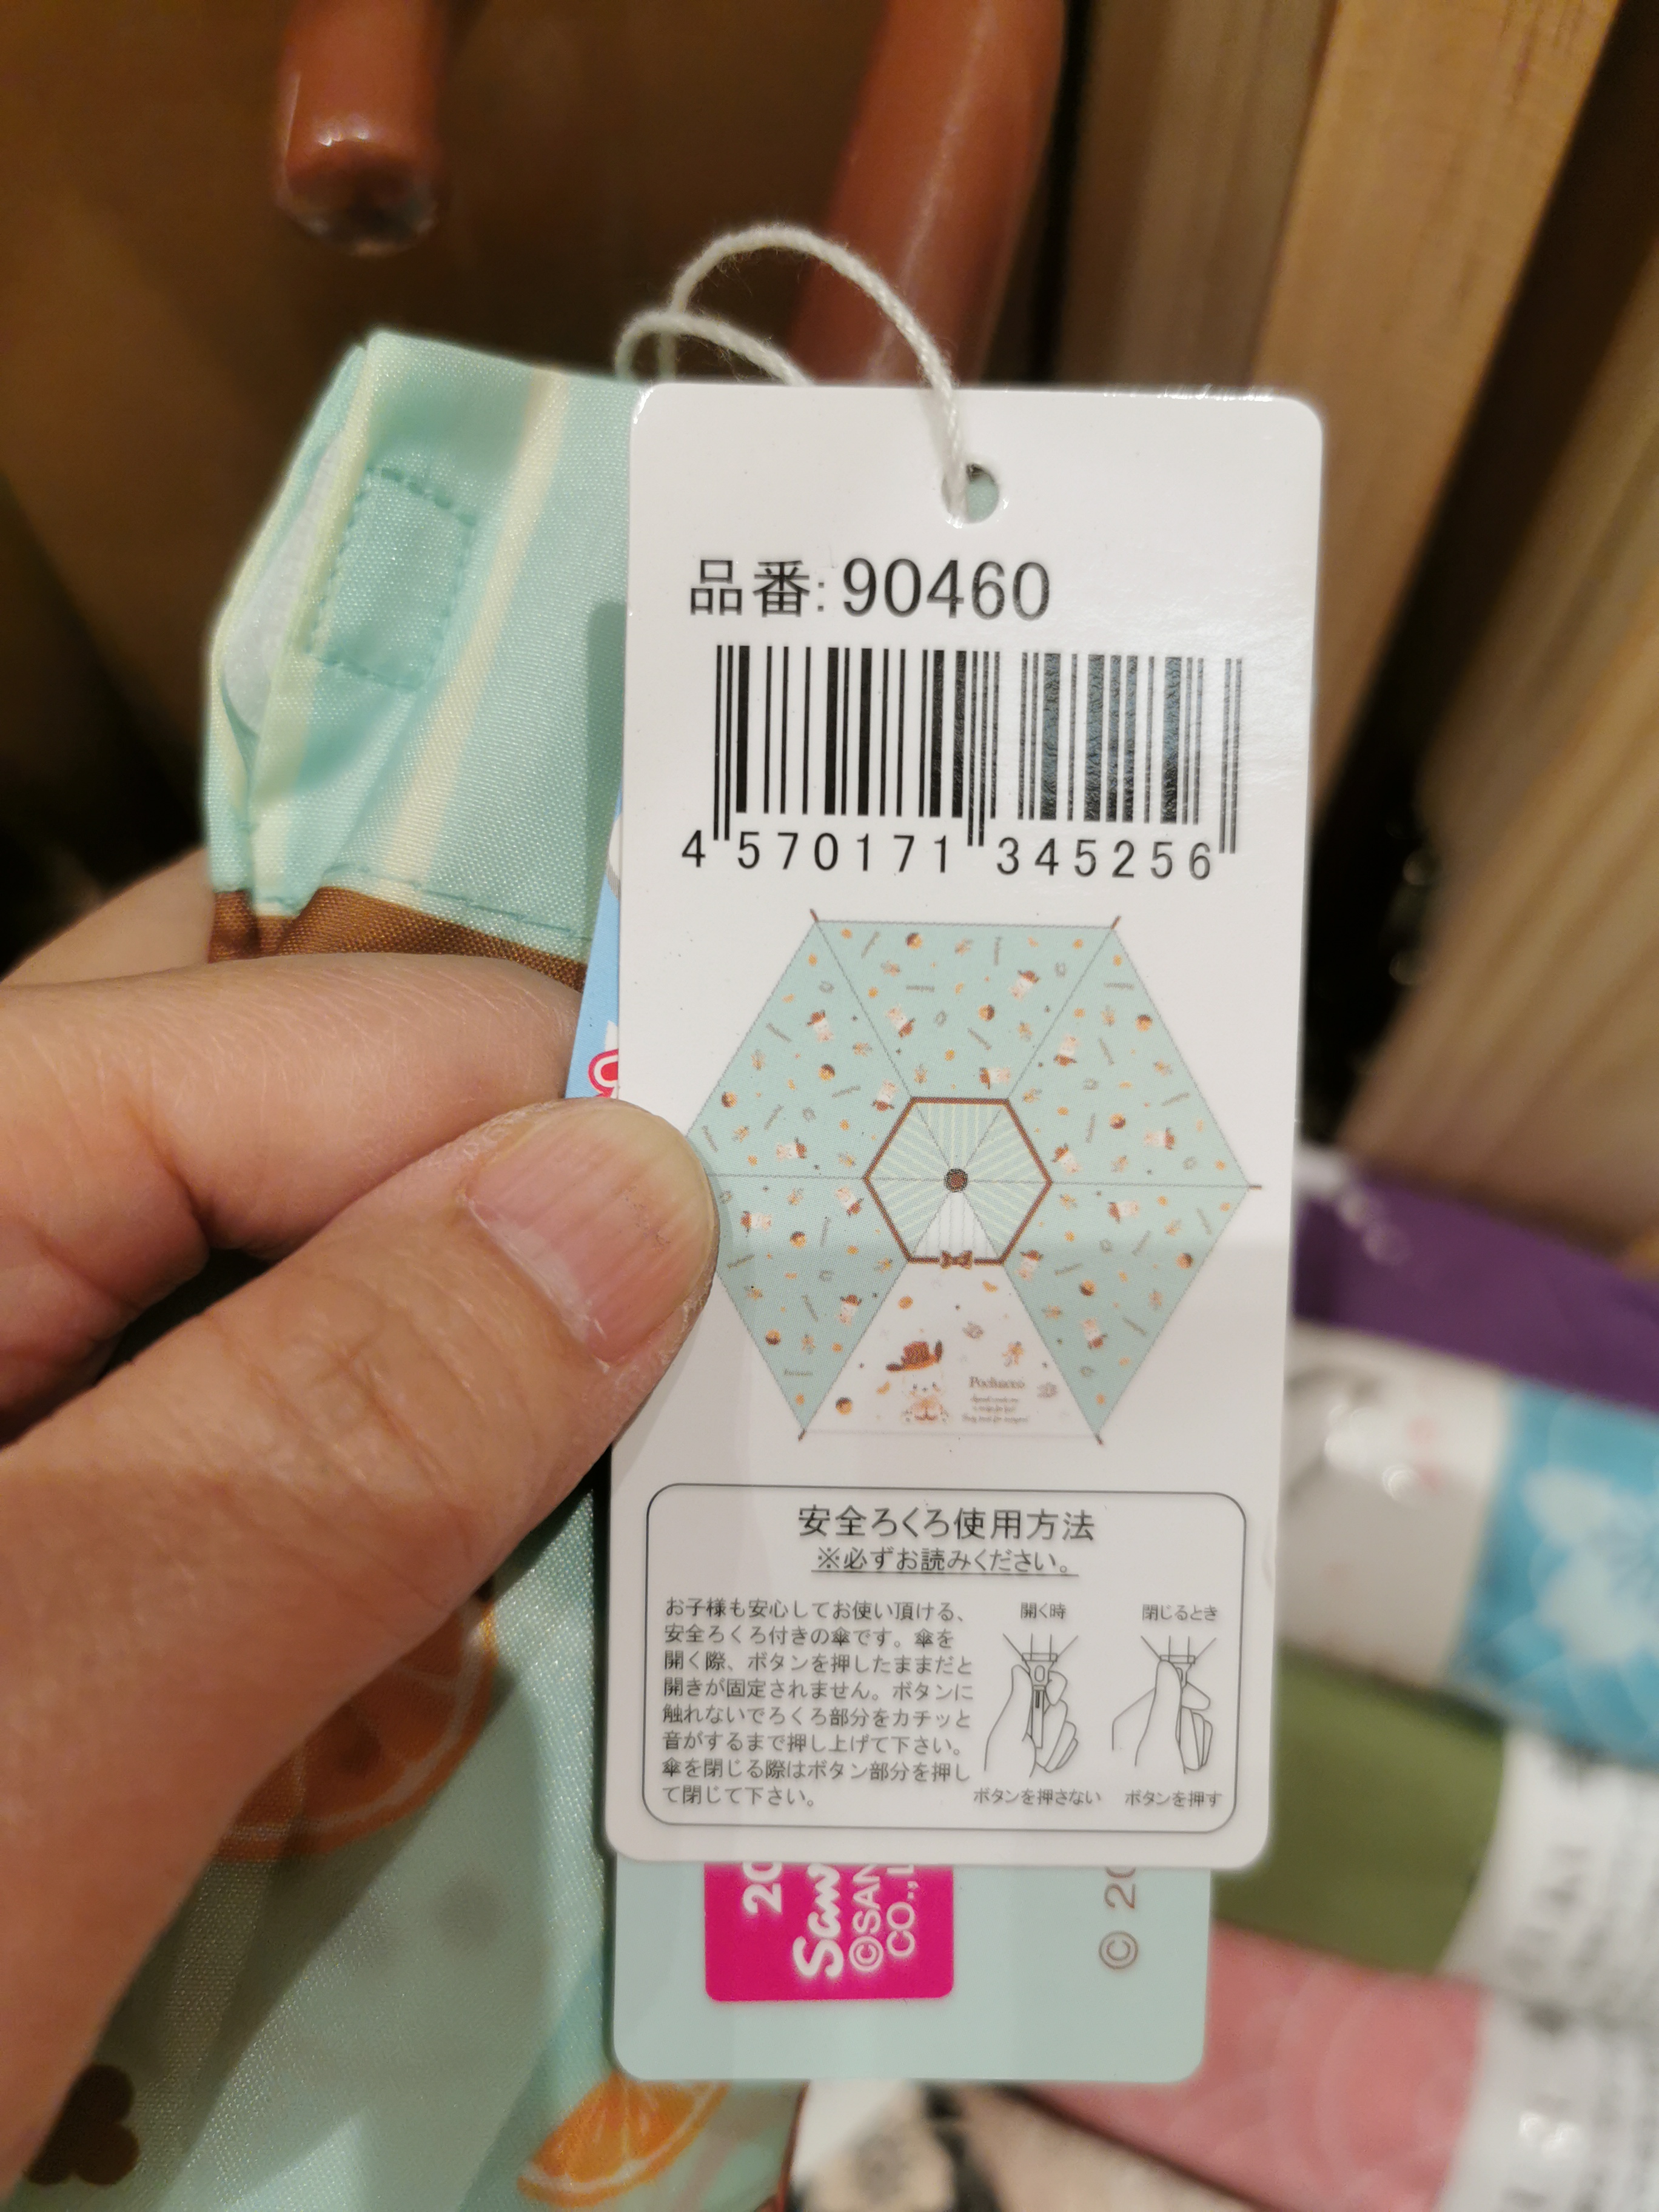 品番: 90460
4 570171 345256
Pochacco
安全ろくろ使用方法
※必ずお読みください。
お子様も安心してお使い頂ける、
安全ろくろ付きの傘です。傘を
開く際、ボタンを押したままだと
開きが固定されません。ボタンに
触れないでろくろ部分をカチッと
音がするまで押し上げて下さい。
傘を閉じる際はボタン部分を押し
て閉じて下さい。
開く時
閉じるとき
ボタンを押さない
ボタンを押す
20
San
©SAN
CO., L
© 20